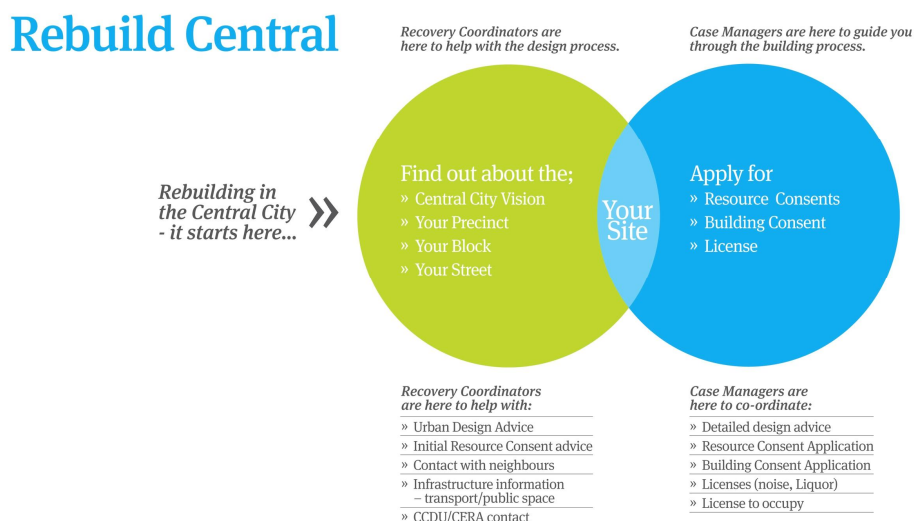 Rebuild Central
Recovery Coordinators are
here to help with the design process.
Case Managers are here to guide you
through the building process.
Rebuilding in
the Central City
- it starts here...
»
Find out about the;
» Central City Vision
» Your Precinct
» Your Block
» Your Street
Your
Site
Apply for
» Resource Consents
» Building Consent
» License
Recovery Coordinators
are here to help with:
» Urban Design Advice
» Initial Resource Consent advice
» Contact with neighbours
» Infrastructure information
– transport/public space
» CCDU/CERA contact
Case Managers are
here to co-ordinate:
» Detailed design advice
» Resource Consent Application
» Building Consent Application
» Licenses (noise, Liquor)
» License to occupy